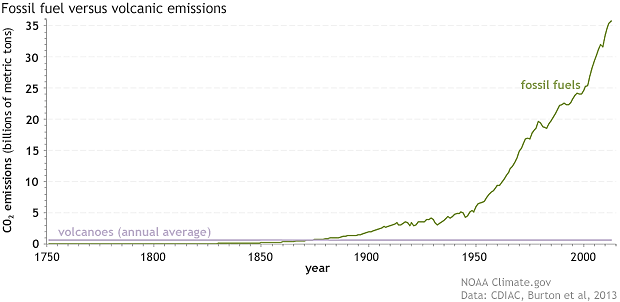 Fossil fuel versus volcanic emissions
CO₂ emissions (billions of metric tons)
35
30
25
20
15
10
5
0
fossil fuels
volcanoes (annual average)
1750
1800
1850
1900
1950
2000
year
NOAA Climate.gov
Data: CDIAC, Burton et al, 2013